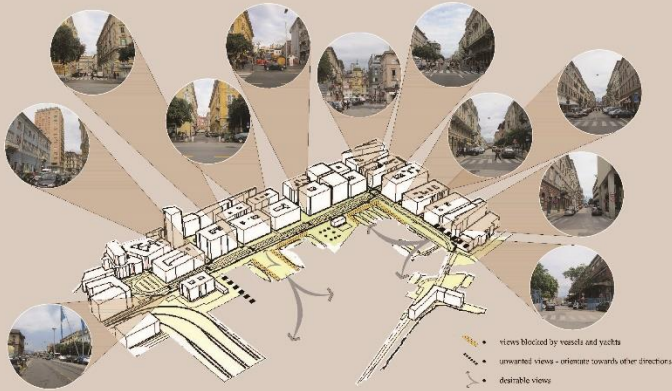 views blocked by vessels and yachts
unwanted views - orientate towards other directions
desirable views